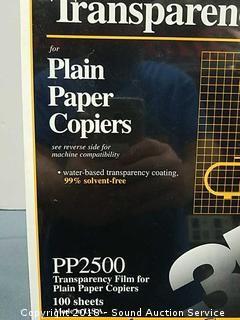 Transparen
for
Plain
Paper
Copiers
see reverse side for
machine compatibility
• water-based transparency coating,
99% solvent-free
PP2500
Transparency Film for
Plain Paper Copiers
100 sheets
Copyright 2018 - Sound Auction Service